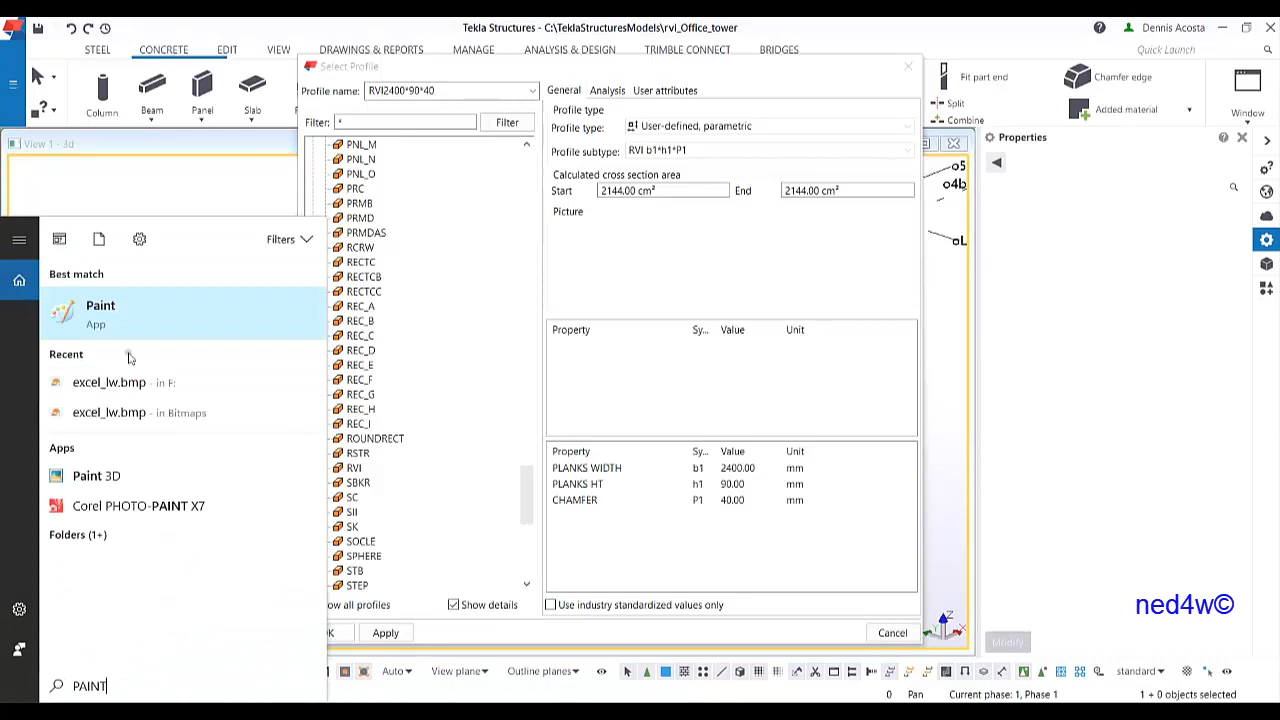 Tekla Structures - C:\TeklaStructuresModels\rvi_Office_tower
Dennis Acosta
STEEL CONCRETE EDIT VIEW DRAWINGS & REPORTS MANAGE ANALYSIS & DESIGN TRIMBLE CONNECT BRIDGES
Quick Launch
Column Beam Panel Slab
Fit part end
Chamfer edge
Split
Combine
Added material
Window
View 1 - 3d
Select Profile
Profile name: RVI2400*90*40
Filter: * Filter
PNL_M
PNL_N
PNL_O
PRC
PRMB
PRMD
PRMDAS
RCRW
RECTC
RECTCB
RECTCC
REC_A
REC_B
REC_C
REC_D
REC_E
REC_F
REC_G
REC_H
REC_I
ROUNDRECT
RSTR
RVI
SBKR
SC
SII
SK
SOCLE
SPHERE
STB
STEP
ow all profiles
Show details
K Apply
General Analysis User attributes
Profile type
Profile type: User-defined, parametric
Profile subtype: RVI b1*h1*P1
Calculated cross section area
Start 2144.00 cm² End 2144.00 cm²
Picture
Property Sy... Value Unit
Property Sy... Value Unit
PLANKS WIDTH b1 2400.00 mm
PLANKS HT h1 90.00 mm
CHAMFER P1 40.00 mm
Use industry standardized values only
Cancel
o5
o4b
oL
Properties
Modify
Z
ned4w©
Filters
Best match
Paint
App
Recent
excel_lw.bmp - in F:
excel_lw.bmp - in Bitmaps
Apps
Paint 3D
Corel PHOTO-PAINT X7
Folders (1+)
PAINT
Auto View plane Outline planes standard
0 Pan Current phase: 1, Phase 1 1 + 0 objects selected